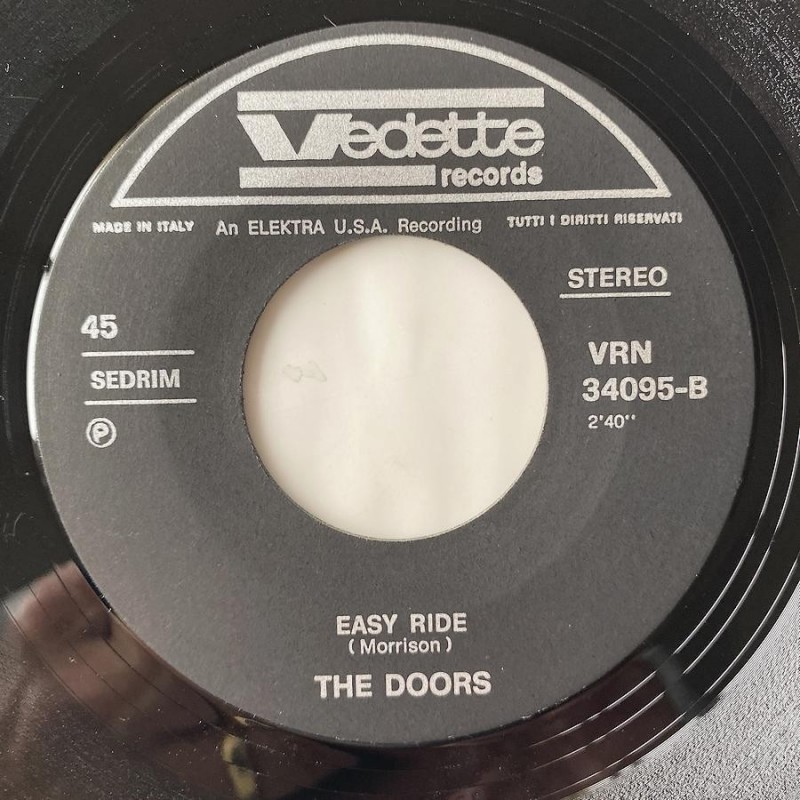 Vedette
records
MADE IN ITALY An ELEKTRA U.S.A. Recording TUTTI I DIRITTI RISERVATI
STEREO
45
SEDRIM
℗
VRN
34095-B
2'40''
EASY RIDE
(Morrison)
THE DOORS